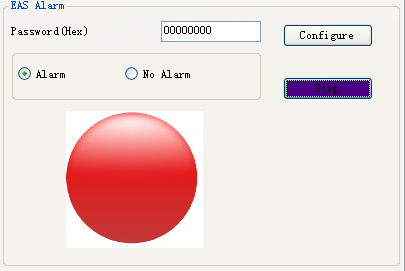 EAS Alarm
Password(Hex) 00000000 Configure
Alarm No Alarm
Stop